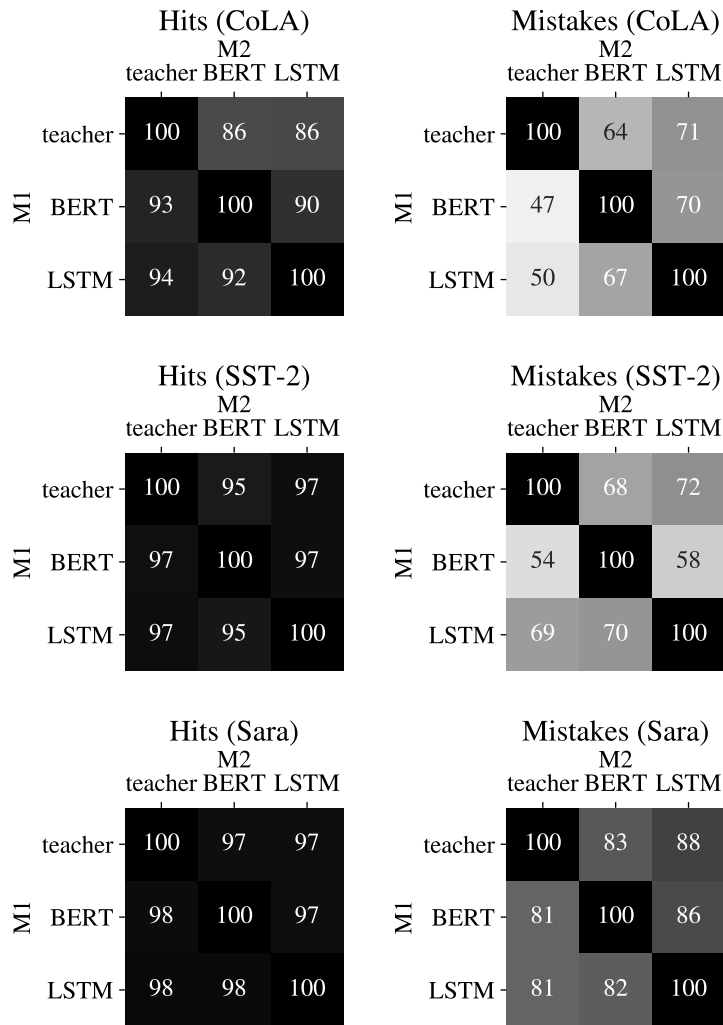 Hits (CoLA)
M2
teacher BERT LSTM
teacher 100 86 86
M1 BERT 93 100 90
LSTM 94 92 100
Mistakes (CoLA)
M2
teacher BERT LSTM
teacher 100 64 71
M1 BERT 47 100 70
LSTM 50 67 100
Hits (SST-2)
M2
teacher BERT LSTM
teacher 100 95 97
M1 BERT 97 100 97
LSTM 97 95 100
Mistakes (SST-2)
M2
teacher BERT LSTM
teacher 100 68 72
M1 BERT 54 100 58
LSTM 69 70 100
Hits (Sara)
M2
teacher BERT LSTM
teacher 100 97 97
M1 BERT 98 100 97
LSTM 98 98 100
Mistakes (Sara)
M2
teacher BERT LSTM
teacher 100 83 88
M1 BERT 81 100 86
LSTM 81 82 100